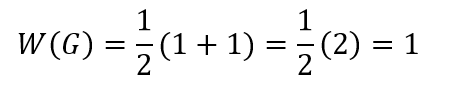 W(G) = 1/2 (1 + 1) = 1/2 (2) = 1